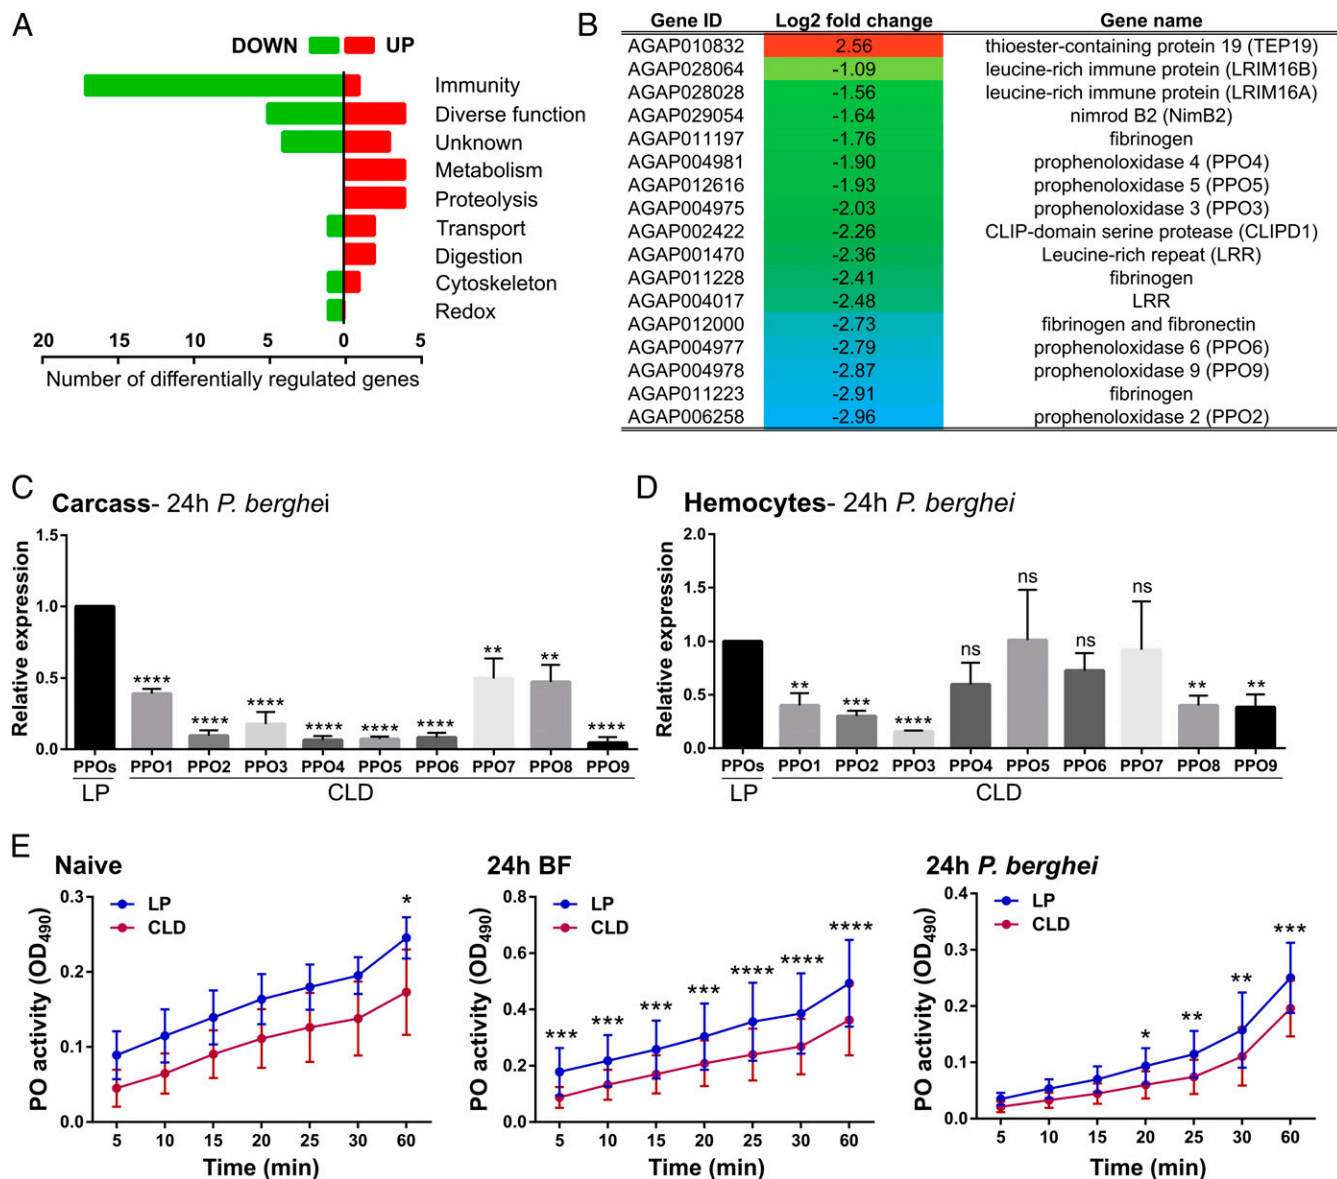 A
DOWN UP
Immunity
Diverse function
Unknown
Metabolism
Proteolysis
Transport
Digestion
Cytoskeleton
Redox
20 15 10 5 0 5
Number of differentially regulated genes
B
Gene ID Log2 fold change Gene name
AGAP010832 2.56 thioester-containing protein 19 (TEP19)
AGAP028064 -1.09 leucine-rich immune protein (LRIM16B)
AGAP028028 -1.56 leucine-rich immune protein (LRIM16A)
AGAP029054 -1.64 nimrod B2 (NimB2)
AGAP011197 -1.76 fibrinogen
AGAP004981 -1.90 prophenoloxidase 4 (PPO4)
AGAP012616 -1.93 prophenoloxidase 5 (PPO5)
AGAP004975 -2.03 prophenoloxidase 3 (PPO3)
AGAP002422 -2.26 CLIP-domain serine protease (CLIPD1)
AGAP001470 -2.36 Leucine-rich repeat (LRR)
AGAP011228 -2.41 fibrinogen
AGAP004017 -2.48 LRR
AGAP012000 -2.73 fibrinogen and fibronectin
AGAP004977 -2.79 prophenoloxidase 6 (PPO6)
AGAP004978 -2.87 prophenoloxidase 9 (PPO9)
AGAP011223 -2.91 fibrinogen
AGAP006258 -2.96 prophenoloxidase 2 (PPO2)
C
Carcass- 24h P. berghei
Relative expression
1.5
1.0
0.5
0.0
**** **** **** **** **** **** ** ** ****
PPOs PPO1 PPO2 PPO3 PPO4 PPO5 PPO6 PPO7 PPO8 PPO9
LP CLD
D
Hemocytes- 24h P. berghei
Relative expression
2.0
1.5
1.0
0.5
0.0
** *** **** ns ns ns ns ** **
PPOs PPO1 PPO2 PPO3 PPO4 PPO5 PPO6 PPO7 PPO8 PPO9
LP CLD
E
Naive
LP
CLD
*
PO activity (OD490)
0.3
0.2
0.1
0.0
5 10 15 20 25 30 60
Time (min)
24h BF
LP
CLD
*** *** *** *** **** **** ****
PO activity (OD490)
0.8
0.6
0.4
0.2
0.0
5 10 15 20 25 30 60
Time (min)
24h P. berghei
LP
CLD
* ** ** ***
PO activity (OD490)
0.4
0.3
0.2
0.1
0.0
5 10 15 20 25 30 60
Time (min)